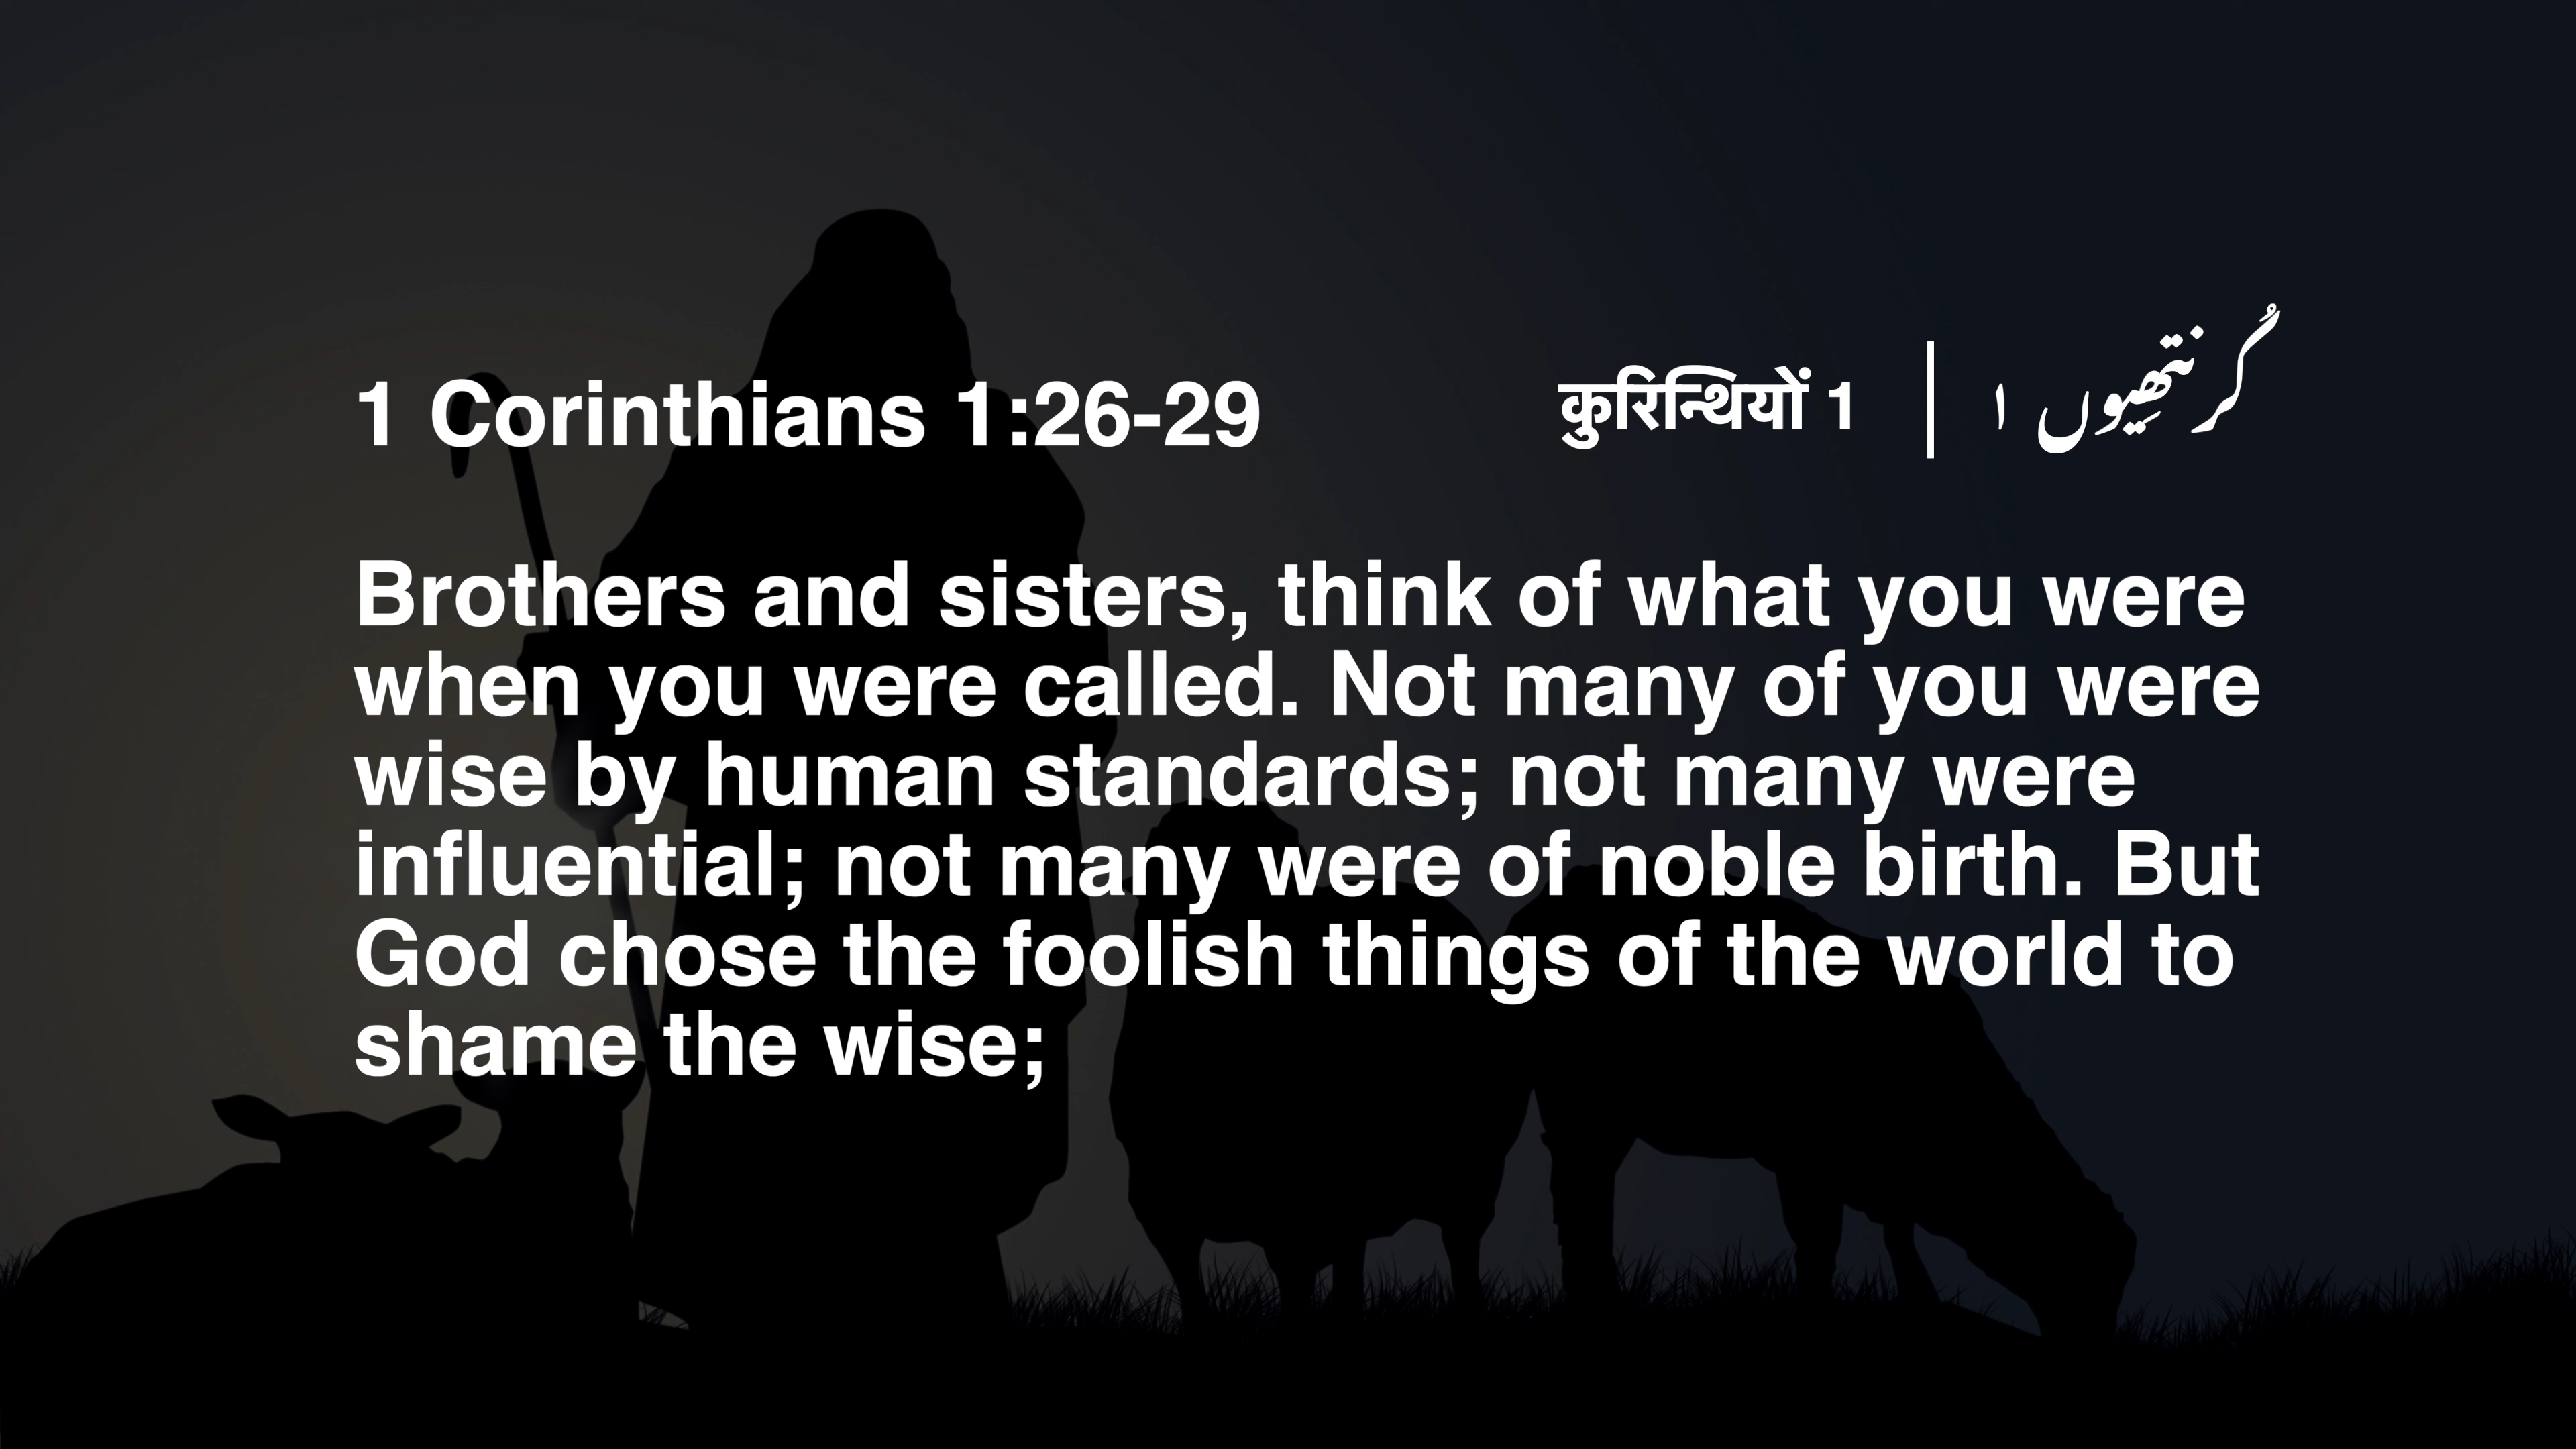 1 Corinthians 1:26-29
कुरिन्थियों 1 | کُرنتھِیوں ۱
Brothers and sisters, think of what you were
when you were called. Not many of you were
wise by human standards; not many were
influential; not many were of noble birth. But
God chose the foolish things of the world to
shame the wise;